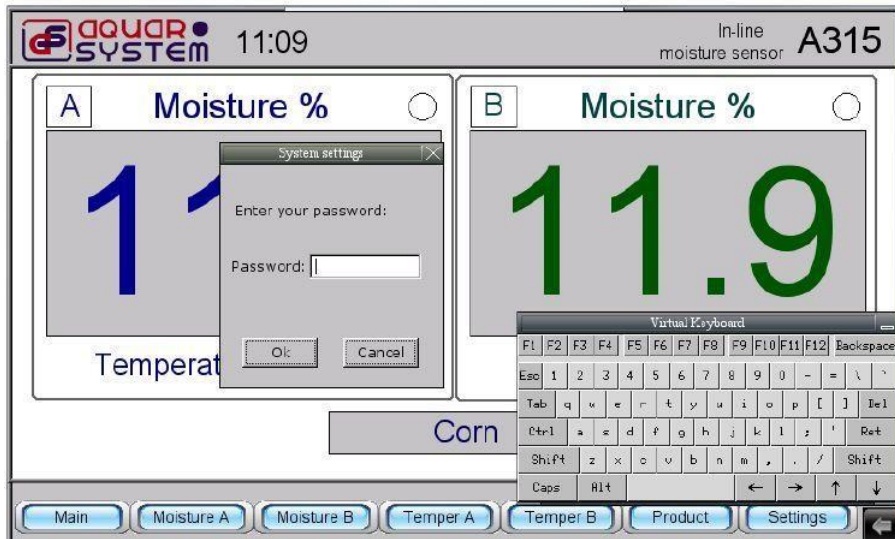 aquar
system
11:09
In-line
moisture sensor
A315
A
Moisture %
B
Moisture %
11.9
System settings
Enter your password:
Password:
Ok
Cancel
Temperat
Corn
Virtual Keyboard
F1 F2 F3 F4 F5 F6 F7 F8 F9 F10 F11 F12 Backspace
Esc 1 2 3 4 5 6 7 8 9 0 - = \ `
Tab q w e r t y u i o p [ ] Del
Ctrl a s d f g h j k l ; ' Ret
Shift z x c v b n m , . / Shift
Caps Alt ← → ↑ ↓
Main Moisture A Moisture B Temper A Temper B Product Settings